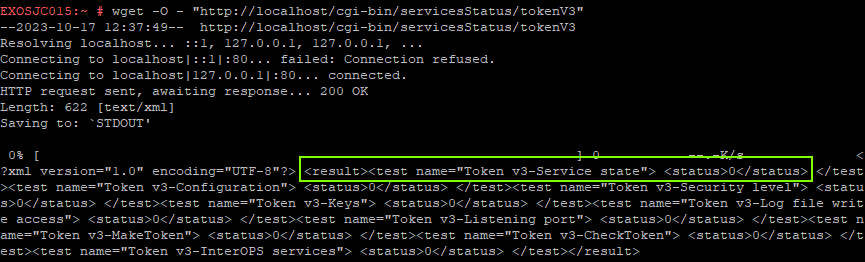 EXOSJC015:~ # wget -O - "http://localhost/cgi-bin/servicesStatus/tokenV3"
--2023-10-17 12:37:49--  http://localhost/cgi-bin/servicesStatus/tokenV3
Resolving localhost... ::1, 127.0.0.1, 127.0.0.1, ...
Connecting to localhost|::1|:80... failed: Connection refused.
Connecting to localhost|127.0.0.1|:80... connected.
HTTP request sent, awaiting response... 200 OK
Length: 622 [text/xml]
Saving to: `STDOUT'
0% [ ] 0 --.-K/s <
?xml version="1.0" encoding="UTF-8"?> <result><test name="Token v3-Service state"> <status>0</status> </test
><test name="Token v3-Configuration"> <status>0</status> </test><test name="Token v3-Security level"> <statu
s>0</status> </test><test name="Token v3-Keys"> <status>0</status> </test><test name="Token v3-Log file writ
e access"> <status>0</status> </test><test name="Token v3-Listening port"> <status>0</status> </test><test n
ame="Token v3-MakeToken"> <status>0</status> </test><test name="Token v3-CheckToken"> <status>0</status> </t
est><test name="Token v3-InterOPS services"> <status>0</status> </test></result>